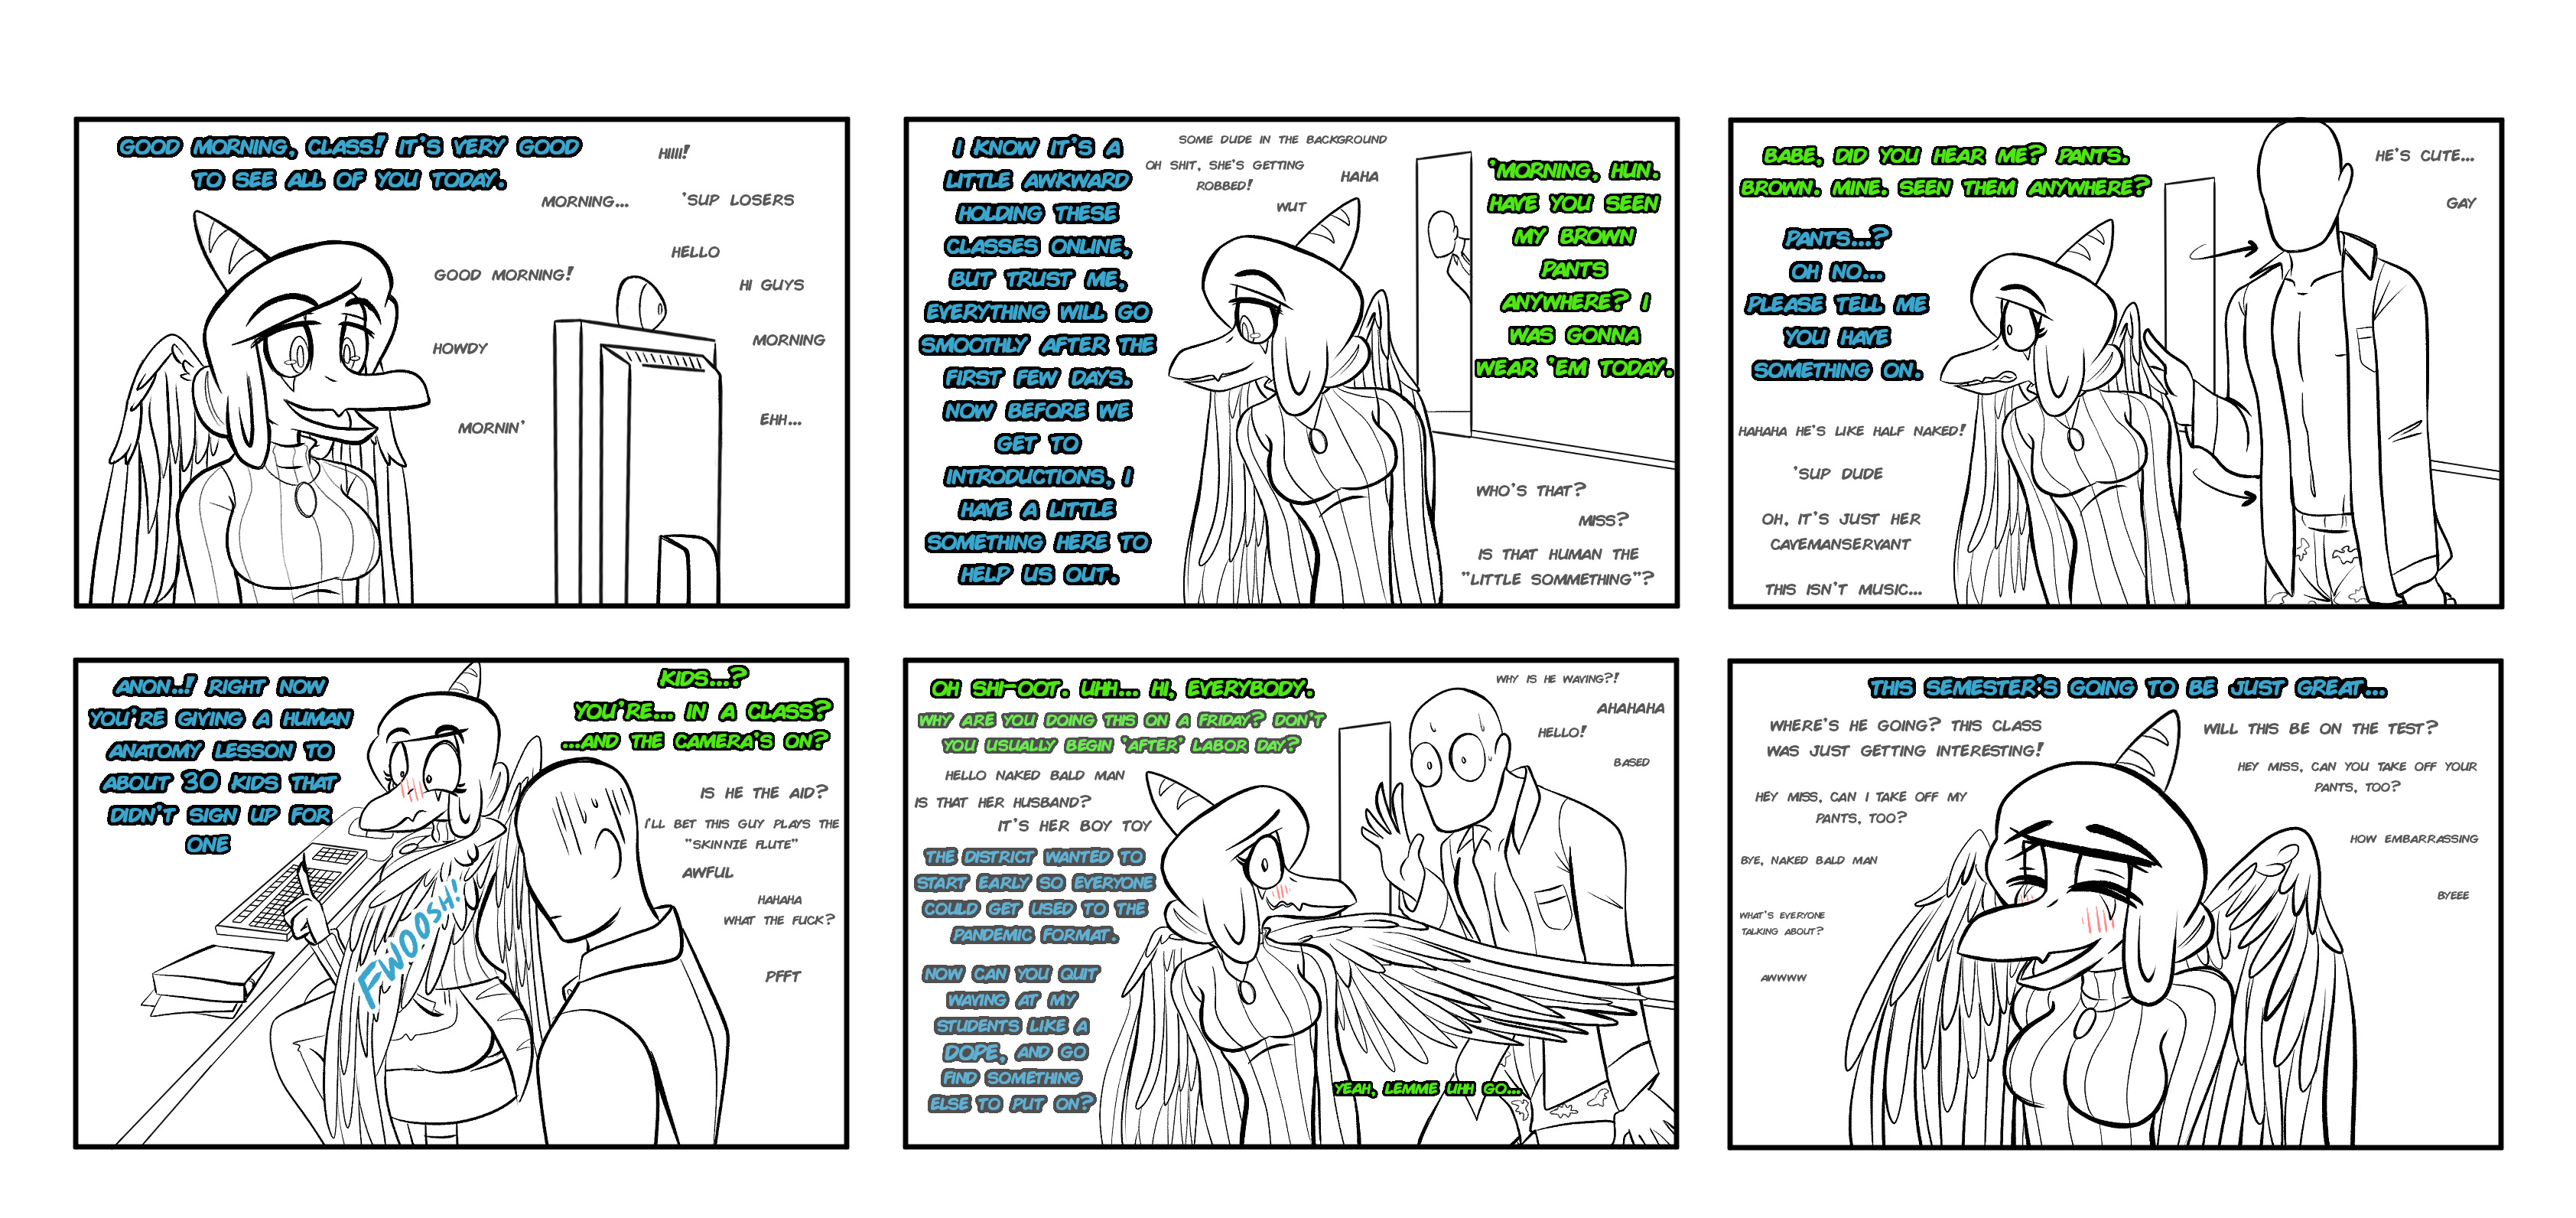 GOOD MORNING, CLASS! IT'S VERY GOOD
TO SEE ALL OF YOU TODAY.
HIIII!
MORNING...
'SUP LOSERS
HELLO
GOOD MORNING!
HI GUYS
HOWDY
MORNING
MORNIN'
EHH...
I KNOW IT'S A
LITTLE AWKWARD
HOLDING THESE
CLASSES ONLINE,
BUT TRUST ME,
EVERYTHING WILL GO
SMOOTHLY AFTER THE
FIRST FEW DAYS.
NOW BEFORE WE
GET TO
INTRODUCTIONS, I
HAVE A LITTLE
SOMETHING HERE TO
HELP US OUT.
SOME DUDE IN THE BACKGROUND
OH SHIT, SHE'S GETTING
ROBBED!
HAHA
WUT
'MORNING, HUN.
HAVE YOU SEEN
MY BROWN
PANTS
ANYWHERE? I
WAS GONNA
WEAR 'EM TODAY.
WHO'S THAT?
MISS?
IS THAT HUMAN THE
"LITTLE SOMMETHING"?
BABE, DID YOU HEAR ME? PANTS.
BROWN. MINE. SEEN THEM ANYWHERE?
HE'S CUTE...
GAY
PANTS...?
OH NO...
PLEASE TELL ME
YOU HAVE
SOMETHING ON.
HAHAHA HE'S LIKE HALF NAKED!
'SUP DUDE
OH, IT'S JUST HER
CAVEMANSERVANT
THIS ISN'T MUSIC...
ANON..! RIGHT NOW
YOU'RE GIVING A HUMAN
ANATOMY LESSON TO
ABOUT 30 KIDS THAT
DIDN'T SIGN UP FOR
ONE
KIDS...?
YOU'RE... IN A CLASS?
...AND THE CAMERA'S ON?
IS HE THE AID?
I'LL BET THIS GUY PLAYS THE
"SKINNIE FLUTE"
AWFUL
HAHAHA
WHAT THE FUCK?
PFFT
FWOOSH!
OH SHI-OOT. UHH... HI, EVERYBODY.
WHY ARE YOU DOING THIS ON A FRIDAY? DON'T
YOU USUALLY BEGIN 'AFTER' LABOR DAY?
WHY IS HE WAVING?!
AHAHAHA
HELLO!
BASED
HELLO NAKED BALD MAN
IS THAT HER HUSBAND?
IT'S HER BOY TOY
THE DISTRICT WANTED TO
START EARLY SO EVERYONE
COULD GET USED TO THE
PANDEMIC FORMAT.
NOW CAN YOU QUIT
WAVING AT MY
STUDENTS LIKE A
DOPE, AND GO
FIND SOMETHING
ELSE TO PUT ON?
YEAH, LEMME UHH GO...
THIS SEMESTER'S GOING TO BE JUST GREAT...
WHERE'S HE GOING? THIS CLASS
WAS JUST GETTING INTERESTING!
WILL THIS BE ON THE TEST?
HEY MISS, CAN YOU TAKE OFF YOUR
PANTS, TOO?
HEY MISS, CAN I TAKE OFF MY
PANTS, TOO?
HOW EMBARRASSING
BYE, NAKED BALD MAN
BYEEE
WHAT'S EVERYONE
TALKING ABOUT?
AWWWW